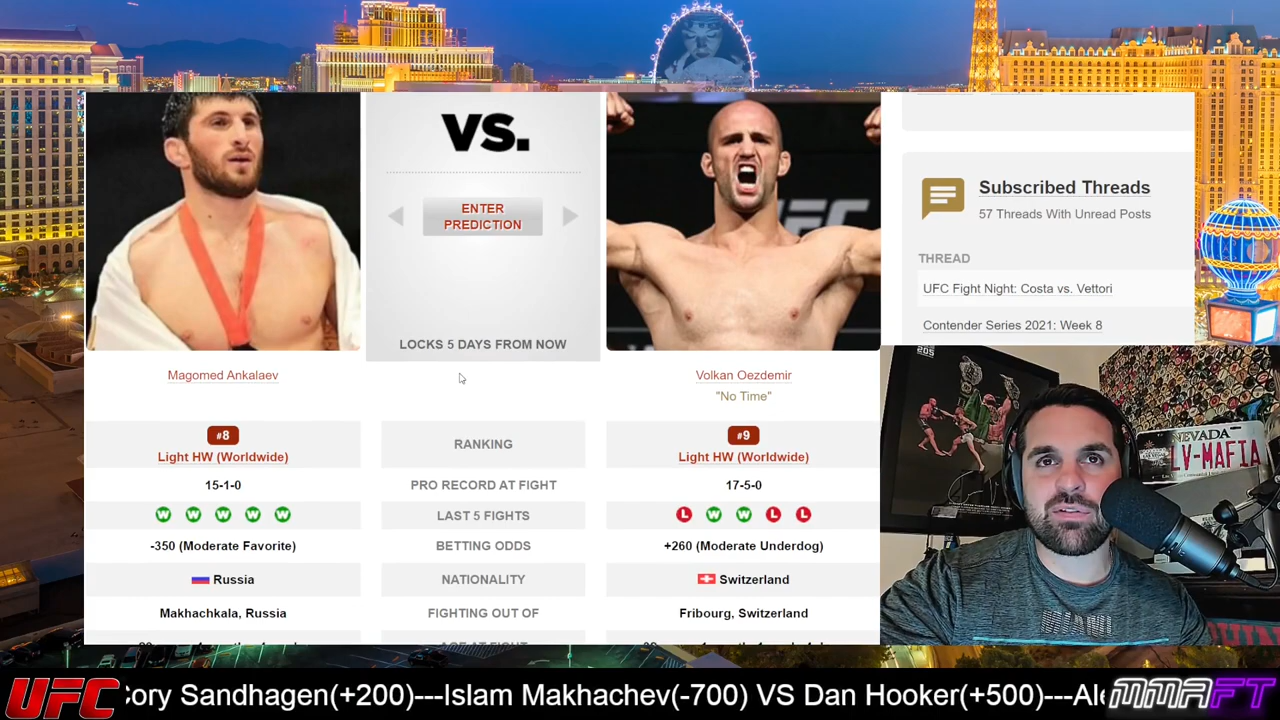 VS.
ENTER
PREDICTION
LOCKS 5 DAYS FROM NOW
Magomed Ankalaev
Volkan Oezdemir
"No Time"
#8
Light HW (Worldwide)
RANKING
#9
Light HW (Worldwide)
15-1-0
PRO RECORD AT FIGHT
17-5-0
W W W W W
LAST 5 FIGHTS
L W W L L
-350 (Moderate Favorite)
BETTING ODDS
+260 (Moderate Underdog)
Russia
NATIONALITY
Switzerland
Makhachkala, Russia
FIGHTING OUT OF
Fribourg, Switzerland
Subscribed Threads
57 Threads With Unread Posts
THREAD
UFC Fight Night: Costa vs. Vettori
Contender Series 2021: Week 8
205
NEVADA
LV-MAFIA
UFC
Cory Sandhagen(+200)---Islam Makhachev(-700) VS Dan Hooker(+500)---Ale
MMAFT